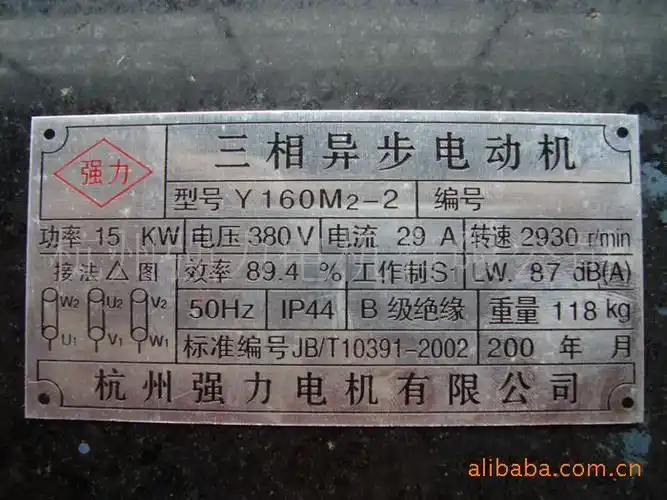 三相异步电动机
强力
型号 Y160M2-2 编号
功率 15 KW 电压 380 V 电流 29 A 转速 2930 r/min
接法 △ 图 效率 89.4 % 工作制 S1 LW. 87 dB(A)
W2 U2 V2
50Hz IP44 B 级绝缘 重量 118 kg
U1 V1 W1
标准编号 JB/T10391-2002 200 年 月
杭州强力电机有限公司
alibaba.com.cn